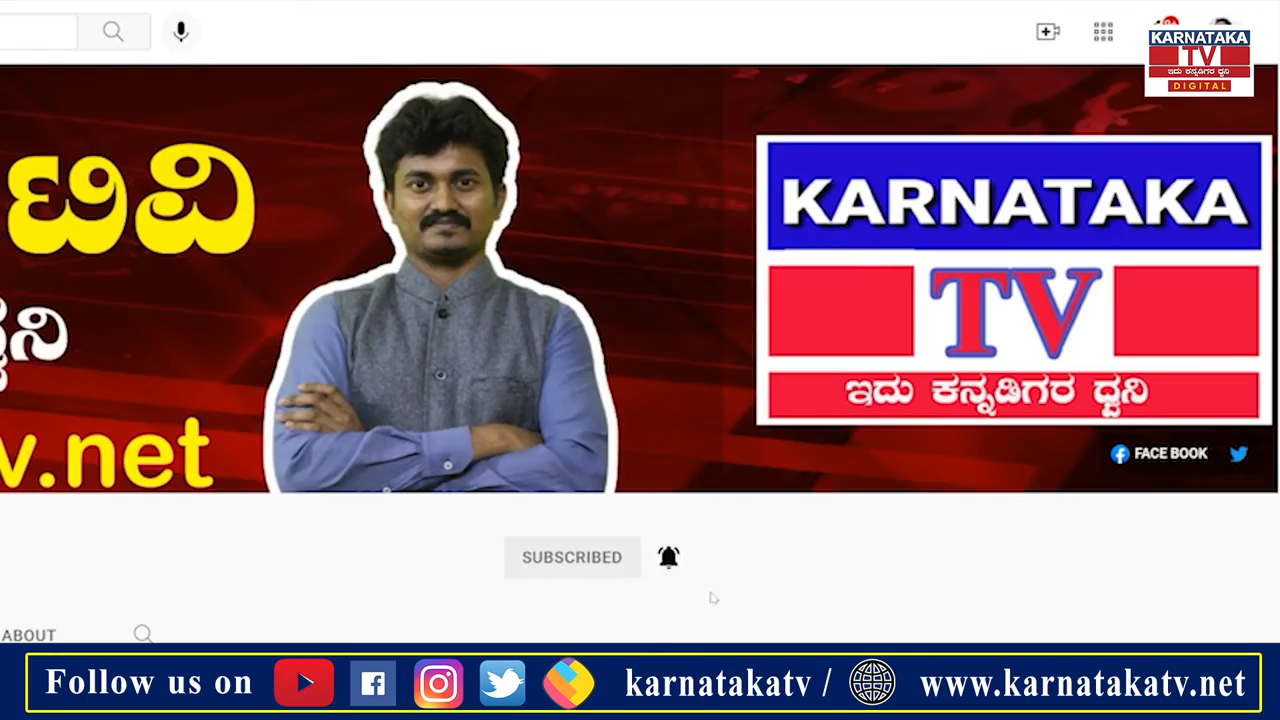 KARNATAKA
TV
ಇದು ಕನ್ನಡಿಗರ ಧ್ವನಿ
DIGITAL
ಟಿವಿ
KARNATAKA
TV
ಇದು ಕನ್ನಡಿಗರ ಧ್ವನಿ
v.net
FACE BOOK
SUBSCRIBED
ABOUT
Follow us on karnatakatv / www.karnatakatv.net